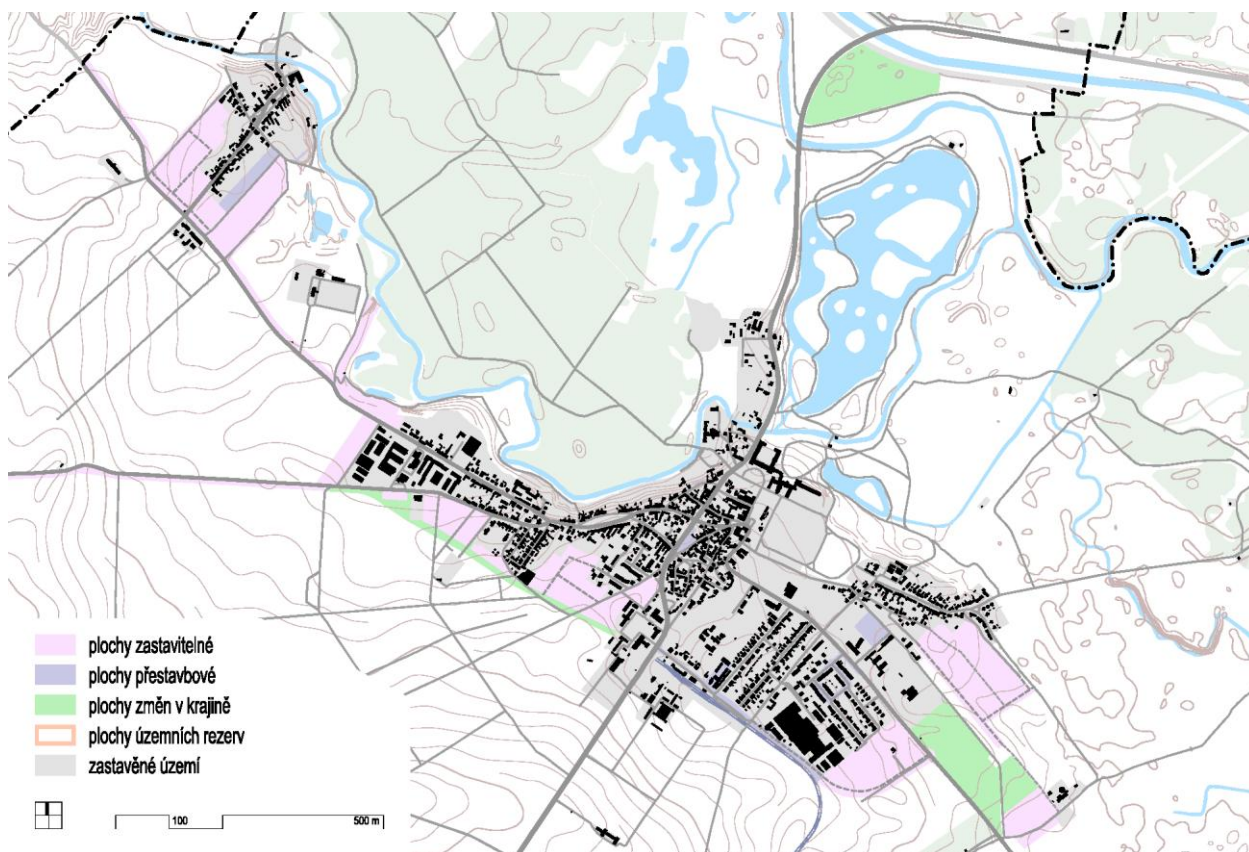 plochy zastavitelné
plochy přestavbové
plochy změn v krajině
plochy územních rezerv
zastavěné území
100 500 m